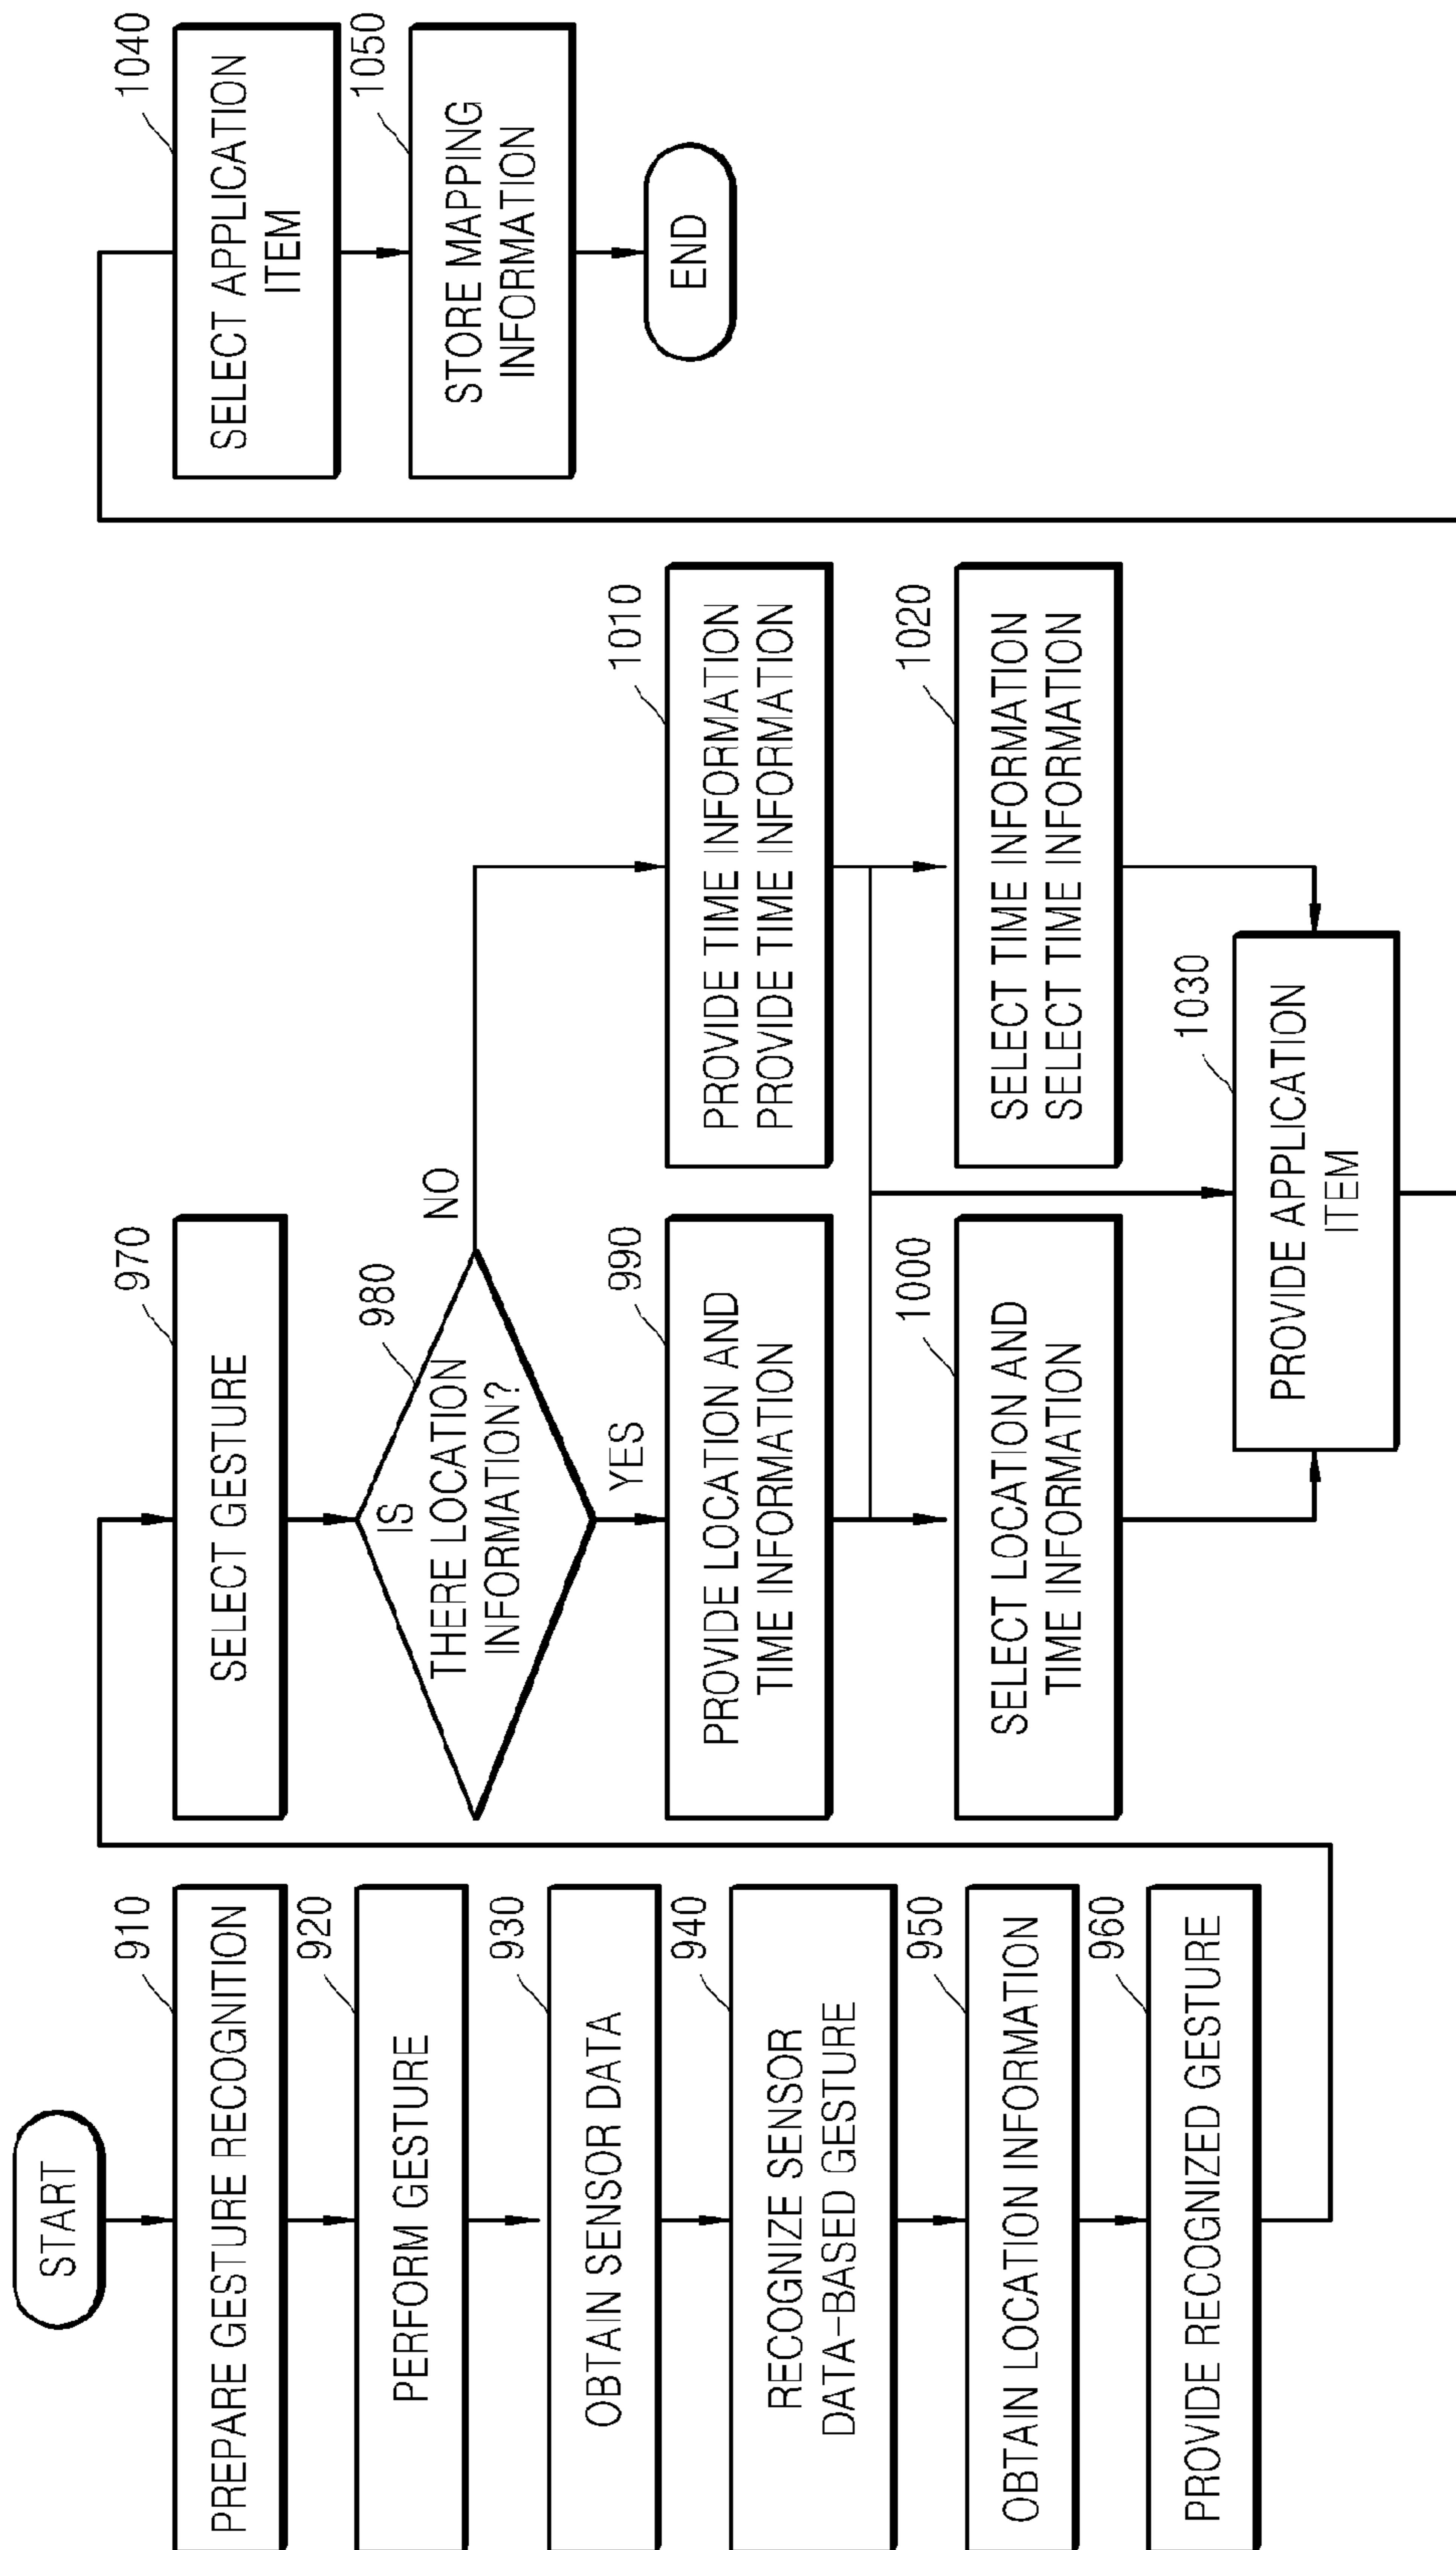 START
910
PREPARE GESTURE RECOGNITION
920
PERFORM GESTURE
930
OBTAIN SENSOR DATA
940
RECOGNIZE SENSOR
DATA-BASED GESTURE
950
OBTAIN LOCATION INFORMATION
960
PROVIDE RECOGNIZED GESTURE
970
SELECT GESTURE
980
IS
THERE LOCATION
INFORMATION?
NO
YES
990
PROVIDE LOCATION AND
TIME INFORMATION
1000
SELECT LOCATION AND
TIME INFORMATION
1010
PROVIDE TIME INFORMATION
PROVIDE TIME INFORMATION
1020
SELECT TIME INFORMATION
SELECT TIME INFORMATION
1030
PROVIDE APPLICATION
ITEM
1040
SELECT APPLICATION
ITEM
1050
STORE MAPPING
INFORMATION
END